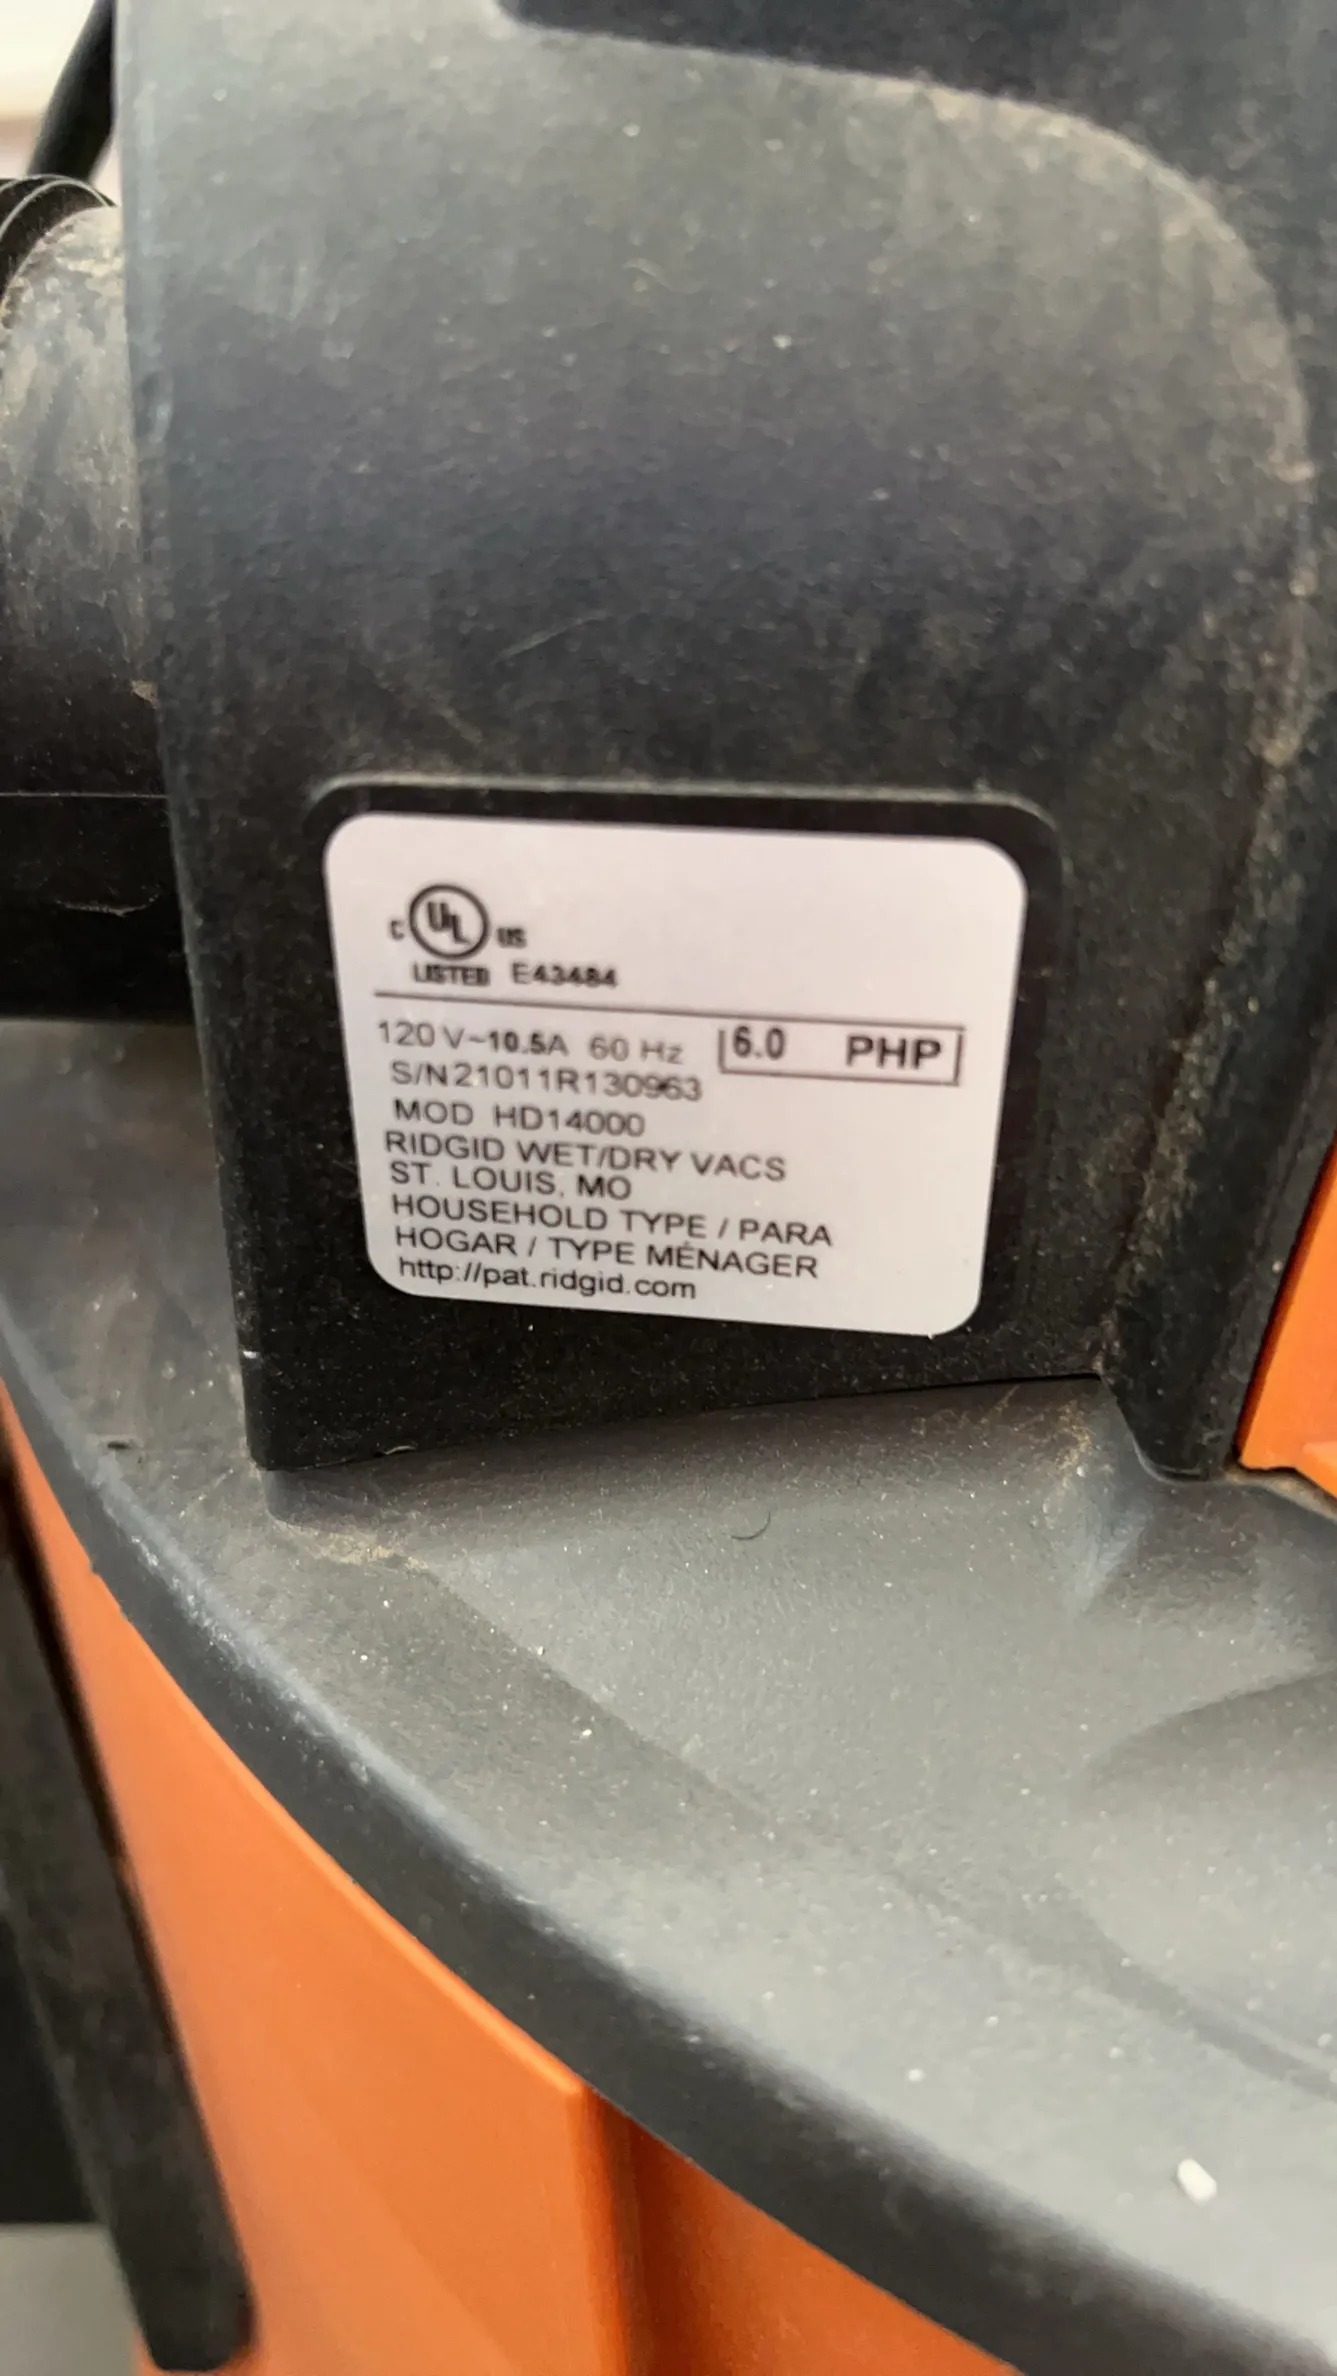 C UL US
LISTED E43484
120 V~10.5A 60 Hz 6.0 PHP
S/N21011R130963
MOD HD14000
RIDGID WET/DRY VACS
ST. LOUIS, MO
HOUSEHOLD TYPE / PARA
HOGAR / TYPE MÉNAGER
http://pat.ridgid.com